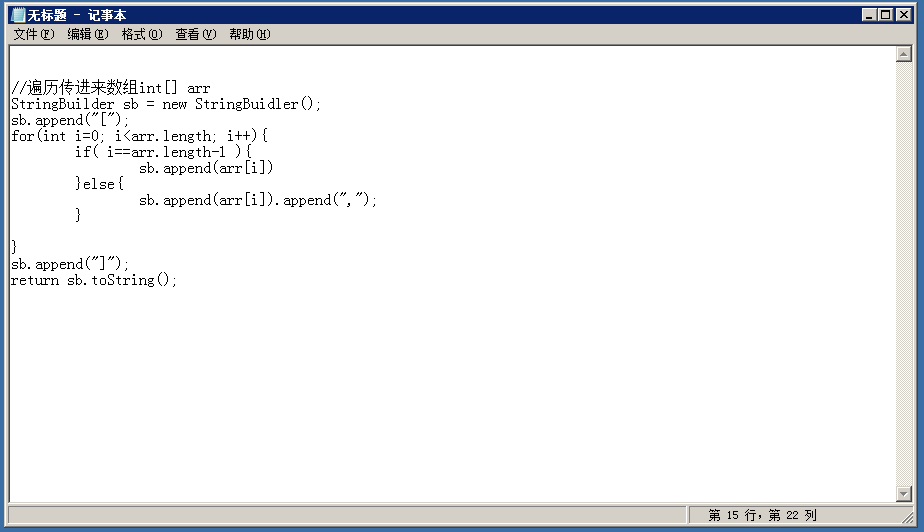 无标题 - 记事本
文件(F) 编辑(E) 格式(O) 查看(V) 帮助(H)
//遍历传进来数组int[] arr
StringBuilder sb = new StringBuidler();
sb.append("[");
for(int i=0; i<arr.length; i++){
if( i==arr.length-1 ){
sb.append(arr[i])
}else{
sb.append(arr[i]).append(",");
}
}
sb.append("]");
return sb.toString();
第 15 行，第 22 列